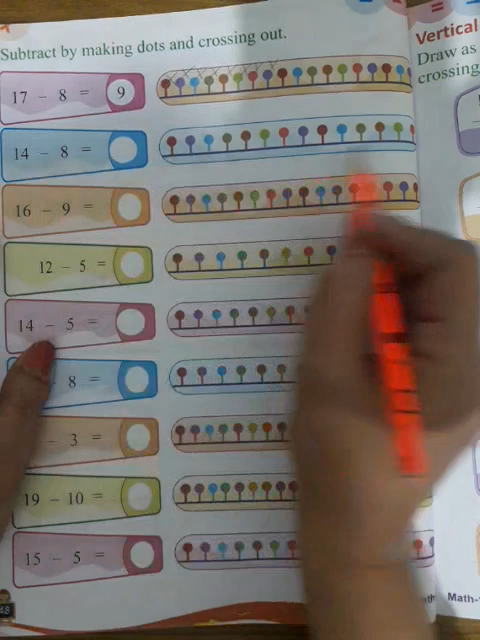 Subtract by making dots and crossing out.
17 - 8 = 9
14 - 8 =
16 - 9 =
12 - 5 =
14 - 5 =
8 =
- 3 =
19 - 10 =
15 - 5 =
48
Vertical
Draw as
crossing
Math-